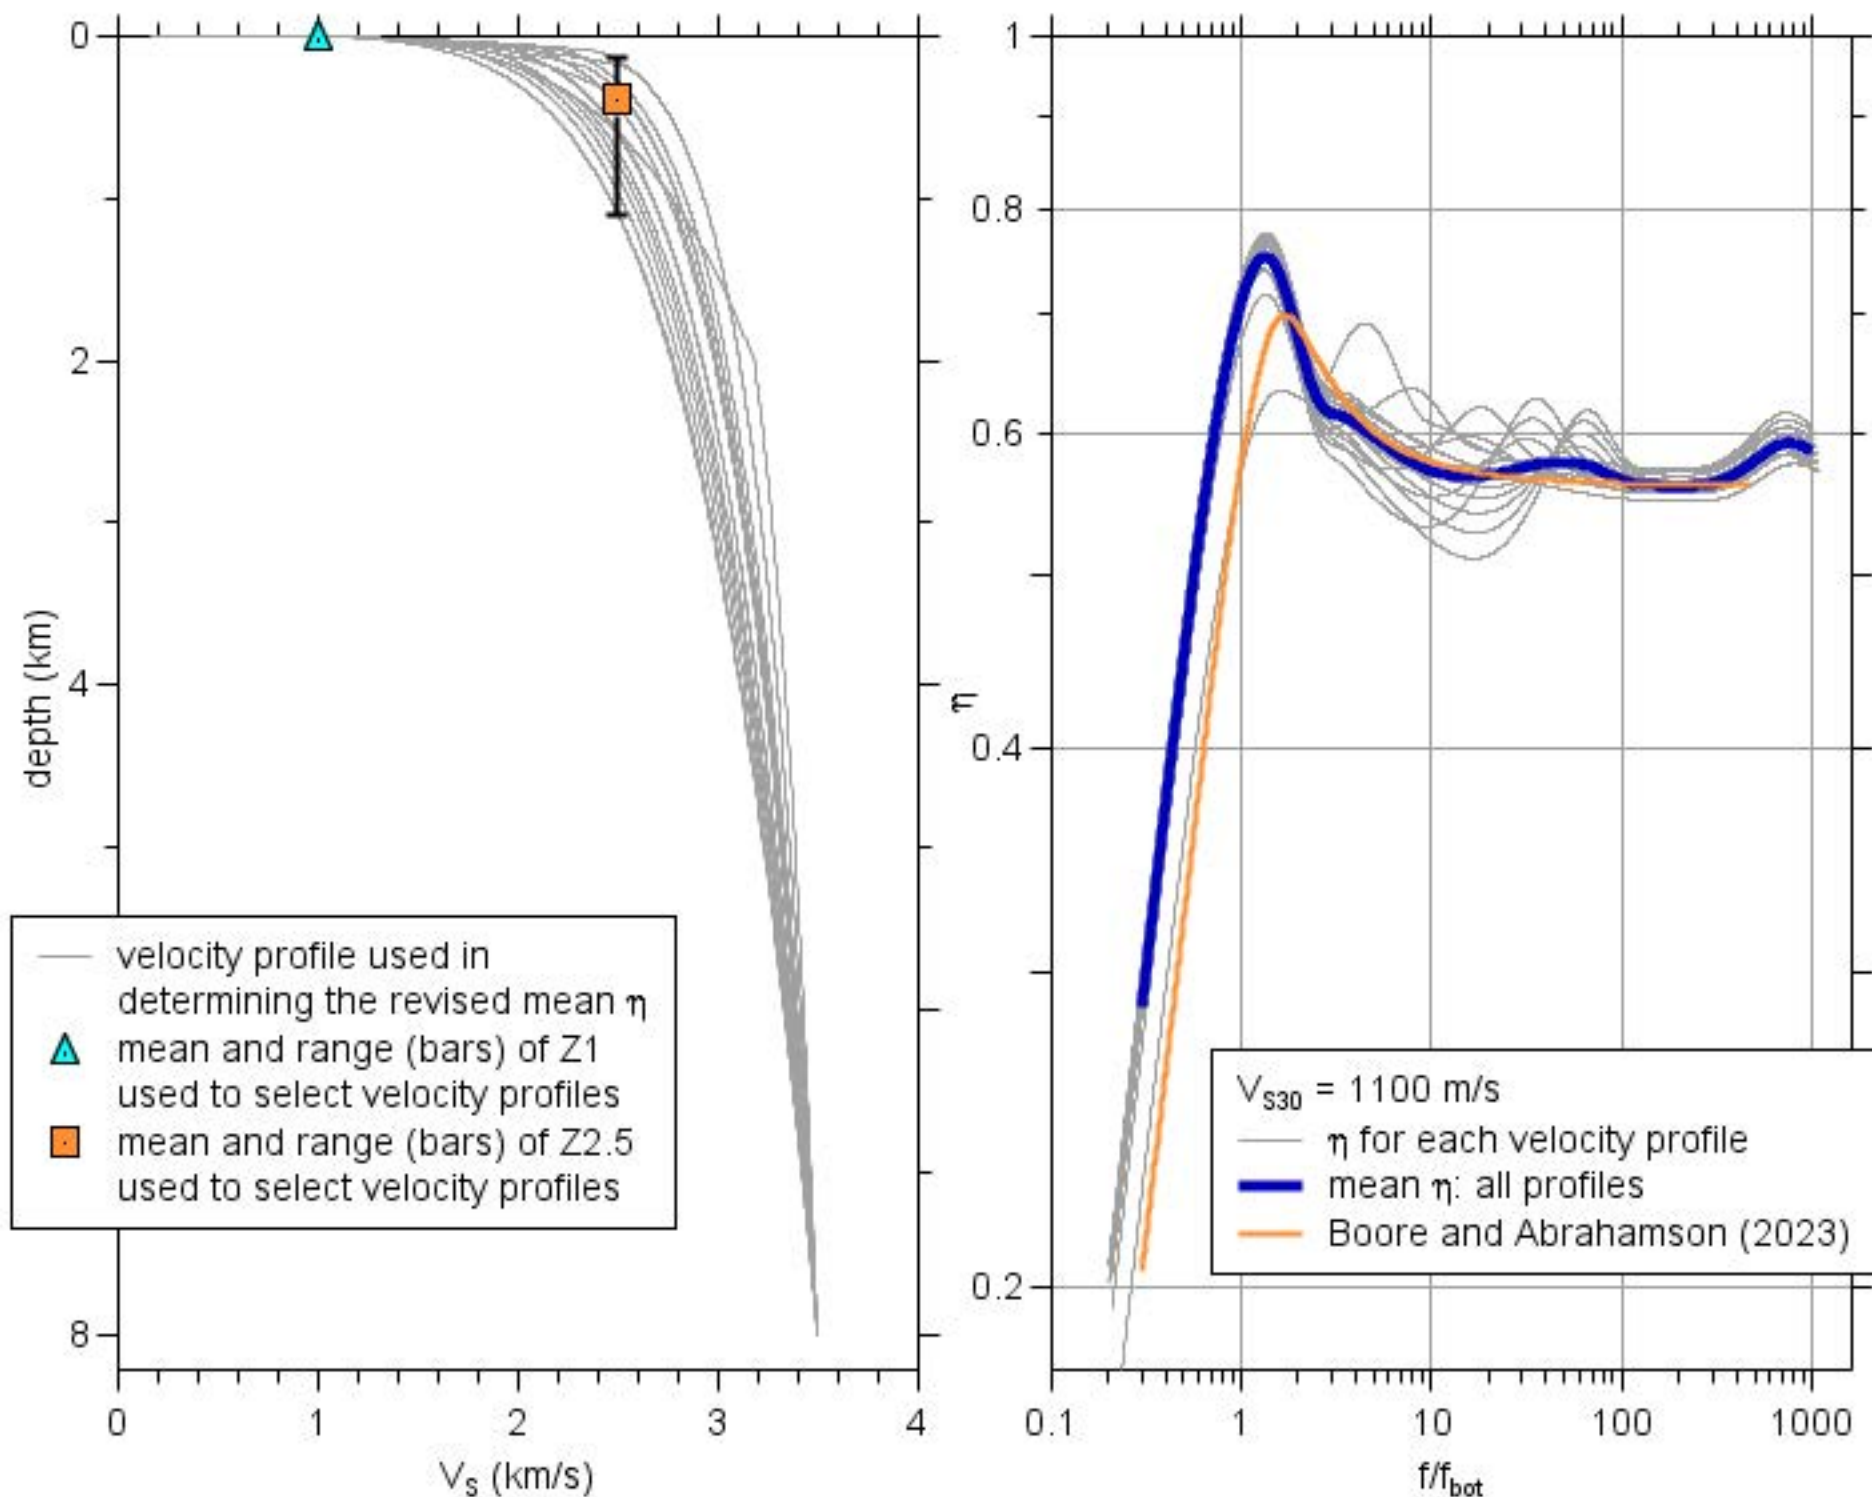 0
2
4
8
depth (km)
0
1
2
3
4
V_S (km/s)
velocity profile used in
determining the revised mean η
mean and range (bars) of Z1
used to select velocity profiles
mean and range (bars) of Z2.5
used to select velocity profiles
1
0.8
0.6
0.4
0.2
η
0.1
1
10
100
1000
f/f_bot
V_S30 = 1100 m/s
η for each velocity profile
mean η: all profiles
Boore and Abrahamson (2023)